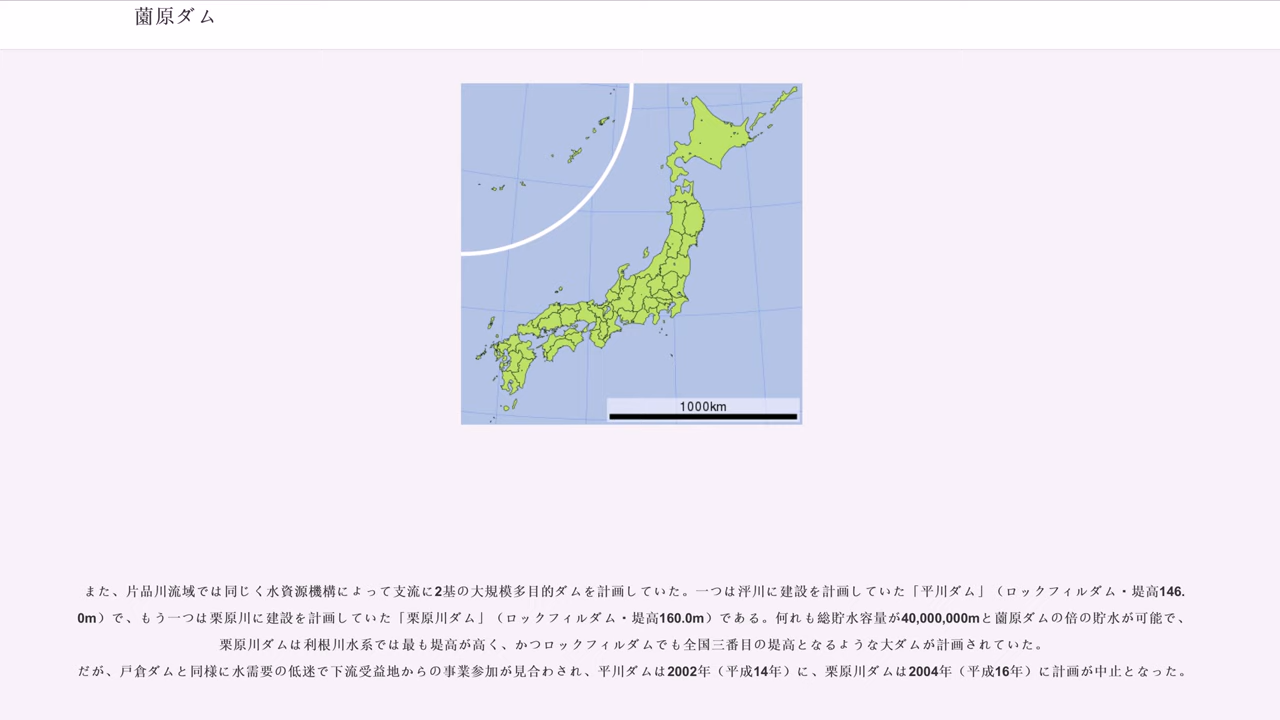 薗原ダム
1000km
また、片品川流域では同じく水資源機構によって支流に2基の大規模多目的ダムを計画していた。一つは泙川に建設を計画していた「平川ダム」（ロックフィルダム・堤高146.
0m）で、もう一つは栗原川に建設を計画していた「栗原川ダム」（ロックフィルダム・堤高160.0m）である。何れも総貯水容量が40,000,000mと薗原ダムの倍の貯水が可能で、
栗原川ダムは利根川水系では最も堤高が高く、かつロックフィルダムでも全国三番目の堤高となるような大ダムが計画されていた。
だが、戸倉ダムと同様に水需要の低迷で下流受益地からの事業参加が見合わされ、平川ダムは2002年（平成14年）に、栗原川ダムは2004年（平成16年）に計画が中止となった。